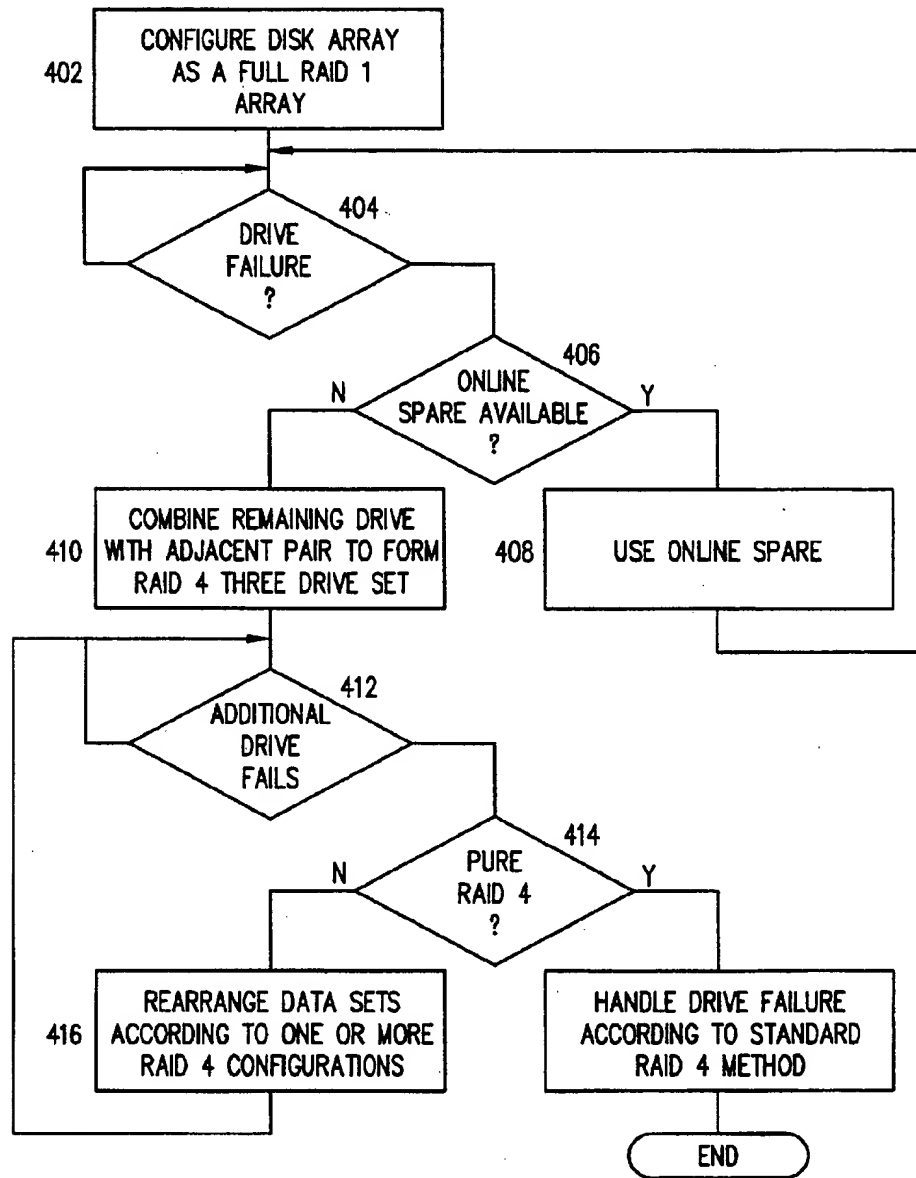 402
CONFIGURE DISK ARRAY
AS A FULL RAID 1
ARRAY
404
DRIVE
FAILURE
?
406
ONLINE
SPARE AVAILABLE
?
N
Y
410
COMBINE REMAINING DRIVE
WITH ADJACENT PAIR TO FORM
RAID 4 THREE DRIVE SET
408
USE ONLINE SPARE
412
ADDITIONAL
DRIVE
FAILS
414
PURE
RAID 4
?
N
Y
416
REARRANGE DATA SETS
ACCORDING TO ONE OR MORE
RAID 4 CONFIGURATIONS
HANDLE DRIVE FAILURE
ACCORDING TO STANDARD
RAID 4 METHOD
END